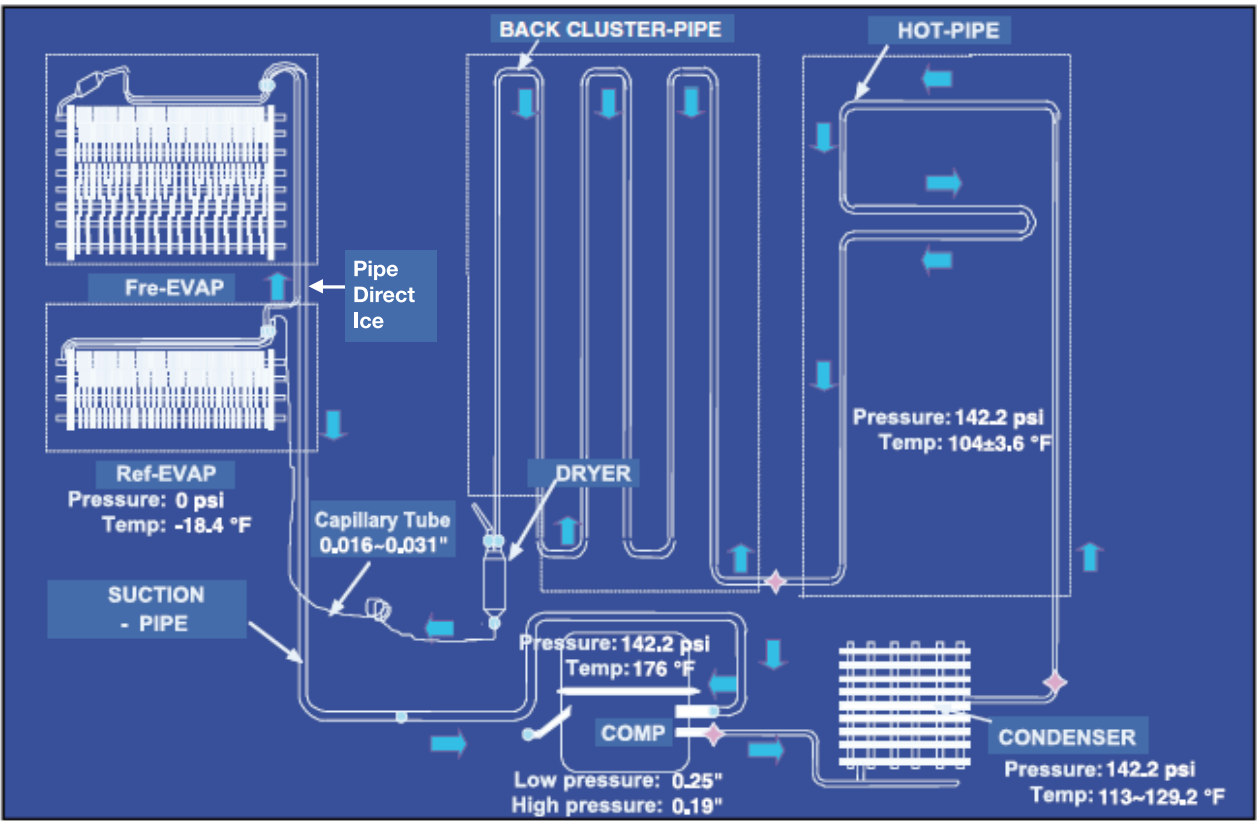 BACK CLUSTER-PIPE
HOT-PIPE
Fre-EVAP
Pipe
Direct
Ice
Pressure: 142.2 psi
Temp: 104±3.6 °F
Ref-EVAP
Pressure: 0 psi
Temp: -18.4 °F
DRYER
Capillary Tube
0.016~0.031"
SUCTION
- PIPE
Pressure: 142.2 psi
Temp: 176 °F
COMP
Low pressure: 0.25"
High pressure: 0.19"
CONDENSER
Pressure: 142.2 psi
Temp: 113~129.2 °F